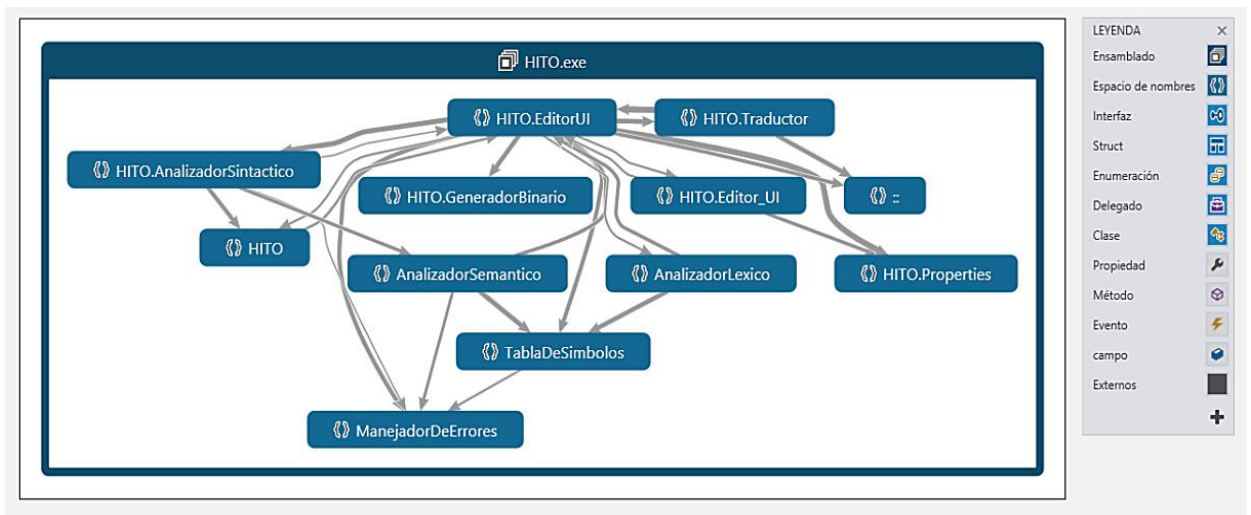 HITO.exe
HITO.EditorUI
HITO.Traductor
HITO.AnalizadorSintactico
HITO.GeneradorBinario
HITO.Editor_UI
::
HITO
AnalizadorSemantico
AnalizadorLexico
HITO.Properties
TablaDeSimbolos
ManejadorDeErrores
LEYENDA
Ensamblado
Espacio de nombres
Interfaz
Struct
Enumeración
Delegado
Clase
Propiedad
Método
Evento
campo
Externos